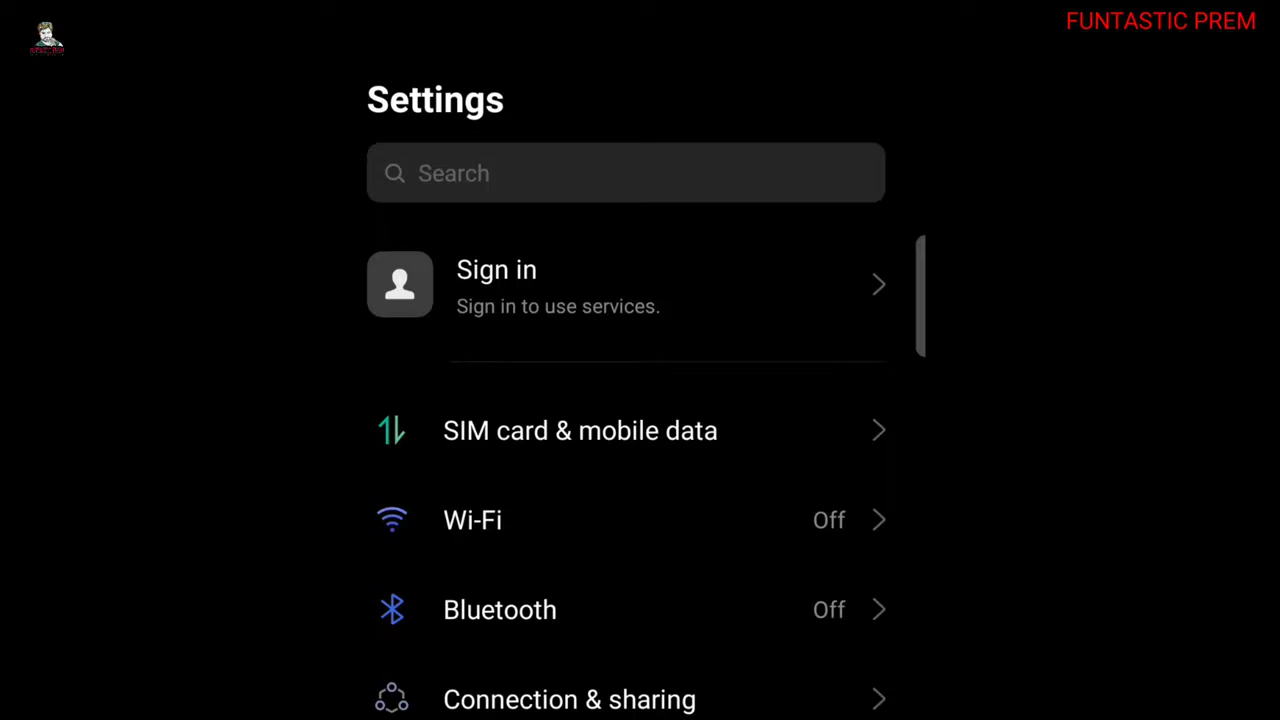 FUNTASTIC PREM
Settings
Search
Sign in
Sign in to use services.
SIM card & mobile data
Wi-Fi Off
Bluetooth Off
Connection & sharing